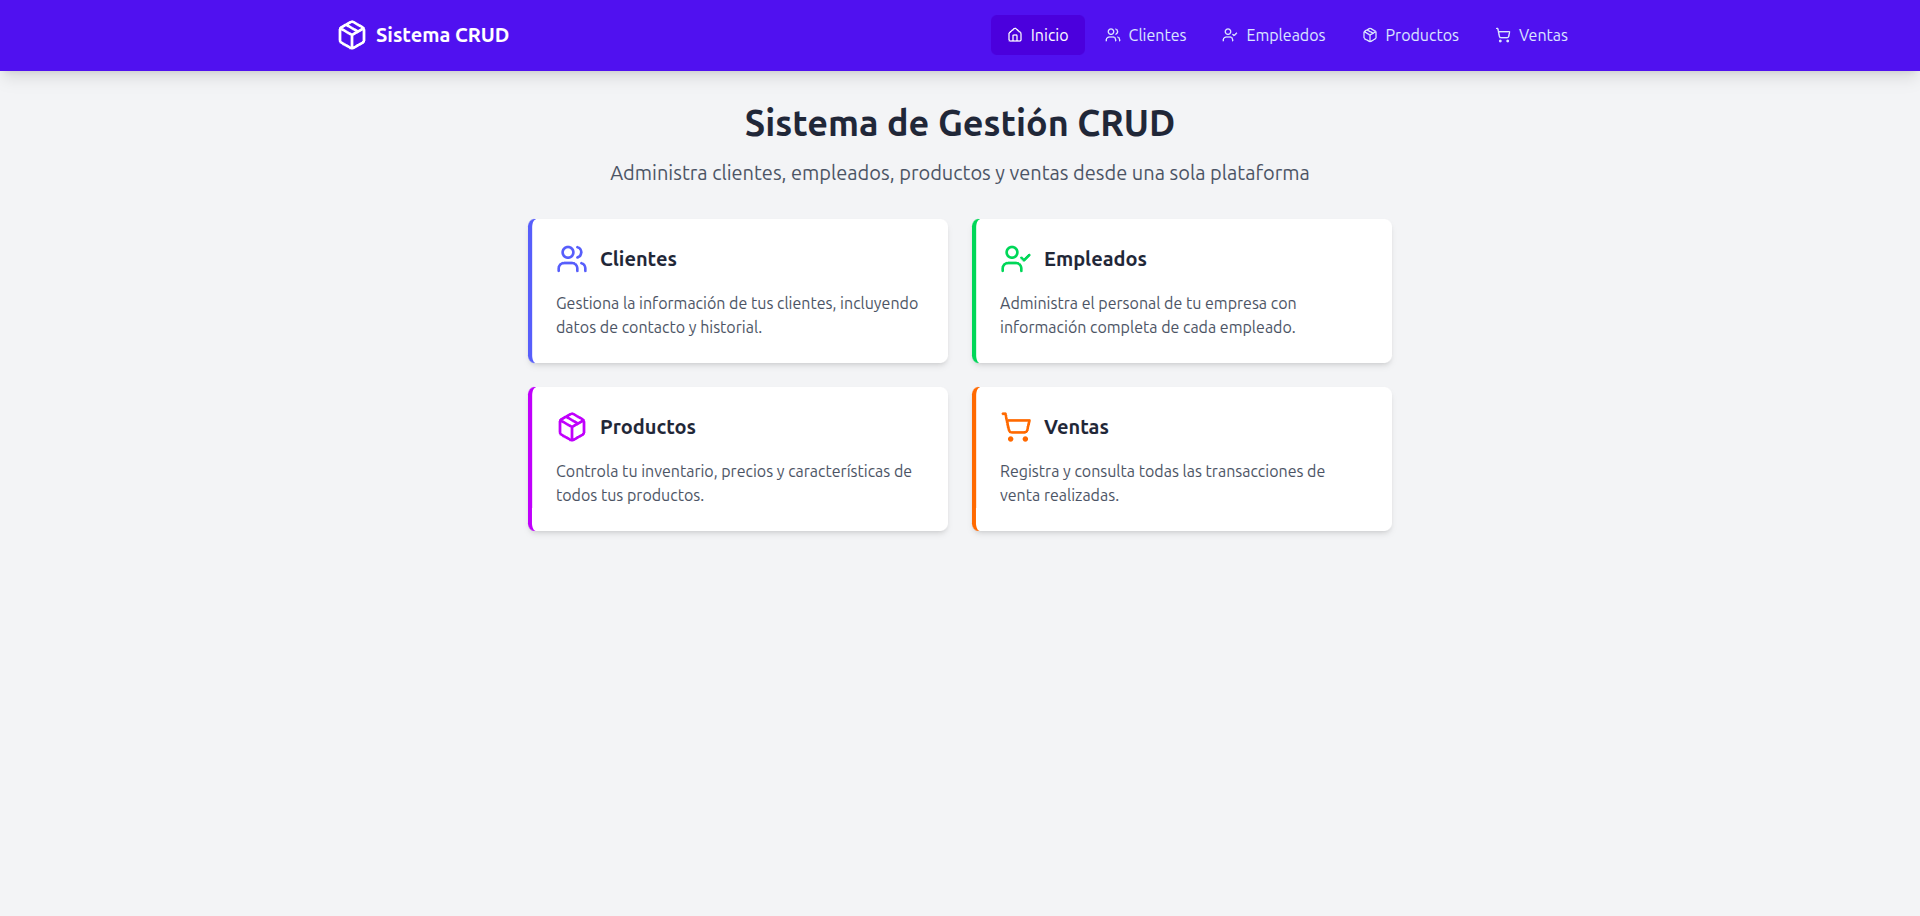 Sistema CRUD
Inicio
Clientes
Empleados
Productos
Ventas
Sistema de Gestión CRUD
Administra clientes, empleados, productos y ventas desde una sola plataforma
Clientes
Gestiona la información de tus clientes, incluyendo
datos de contacto y historial.
Empleados
Administra el personal de tu empresa con
información completa de cada empleado.
Productos
Controla tu inventario, precios y características de
todos tus productos.
Ventas
Registra y consulta todas las transacciones de
venta realizadas.